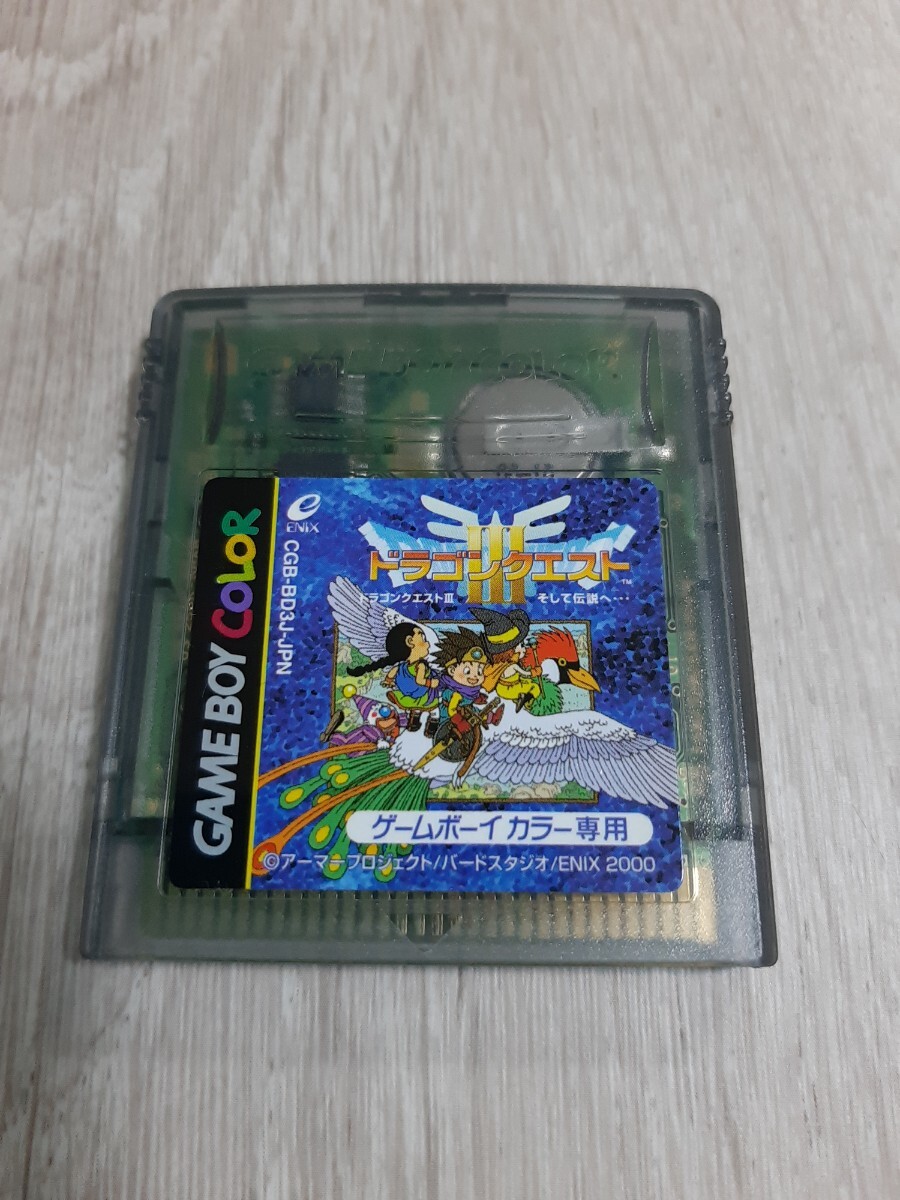 GAME BOY COLOR
ENIX
CGB-BD3J-JPN
III
ドラゴンクエスト
TM
ドラゴンクエストIII そして伝説へ・・・
ゲームボーイカラー専用
©アーマープロジェクト/バードスタジオ/ENIX 2000